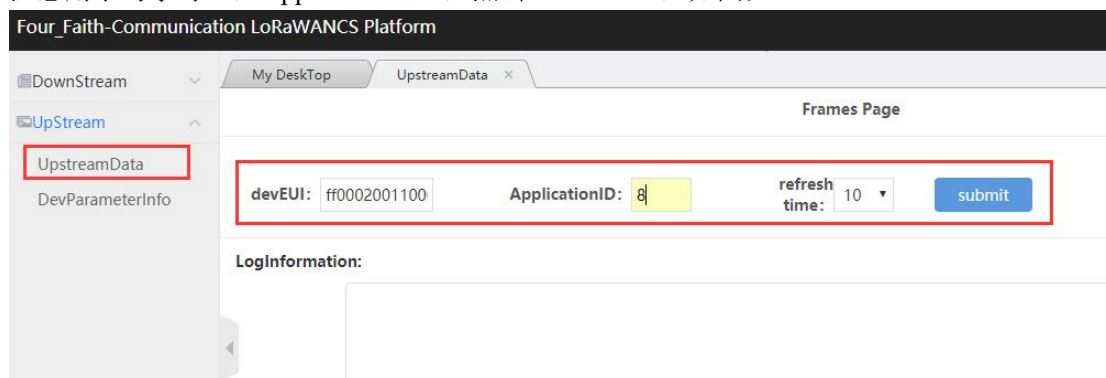 Four_Faith-Communication LoRaWANCS Platform
DownStream
My DeskTop
UpstreamData ×
UpStream
Frames Page
UpstreamData
DevParameterInfo
devEUI: ff0002001100
ApplicationID: 8
refresh
time: 10
submit
LogInformation: